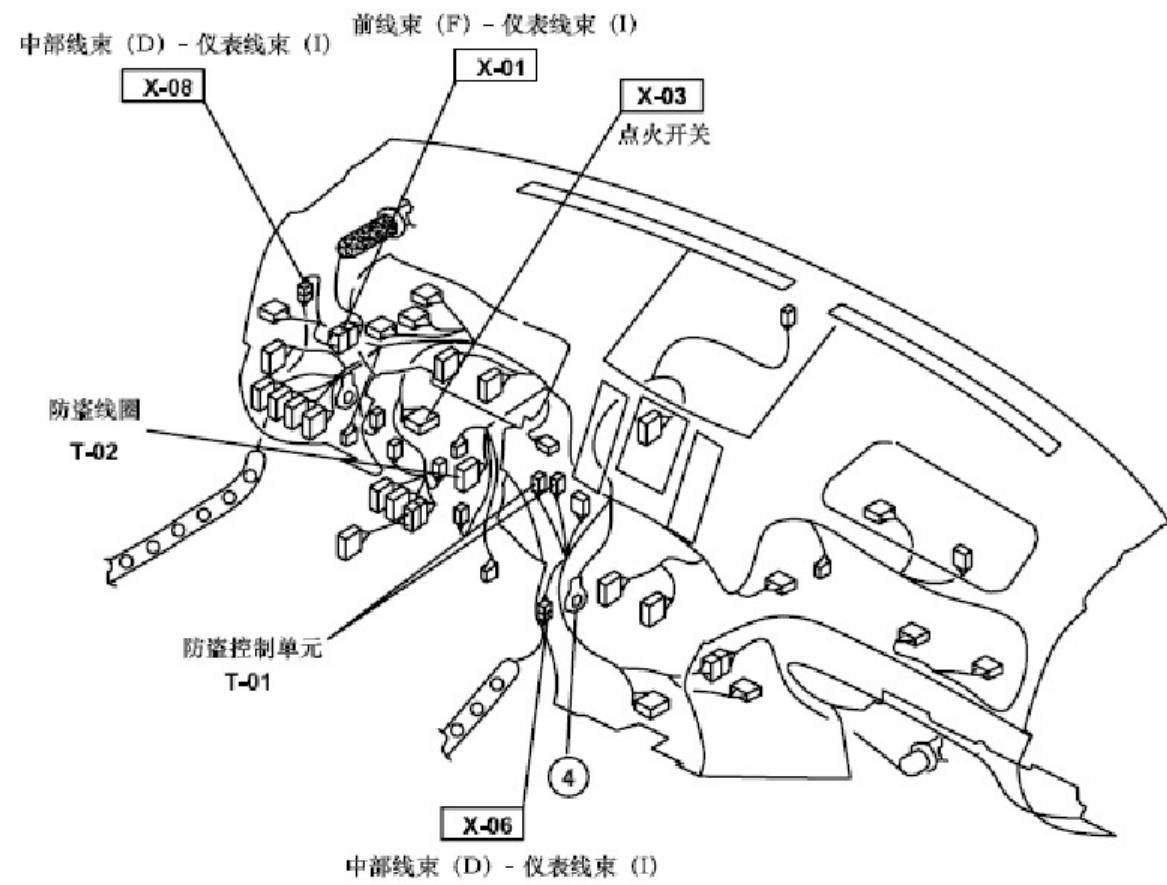 前线束 (F) - 仪表线束 (I)
中部线束 (D) - 仪表线束 (I)
X-01
X-08
X-03
点火开关
防盗线圈
T-02
防盗控制单元
T-01
4
X-06
中部线束 (D) - 仪表线束 (I)